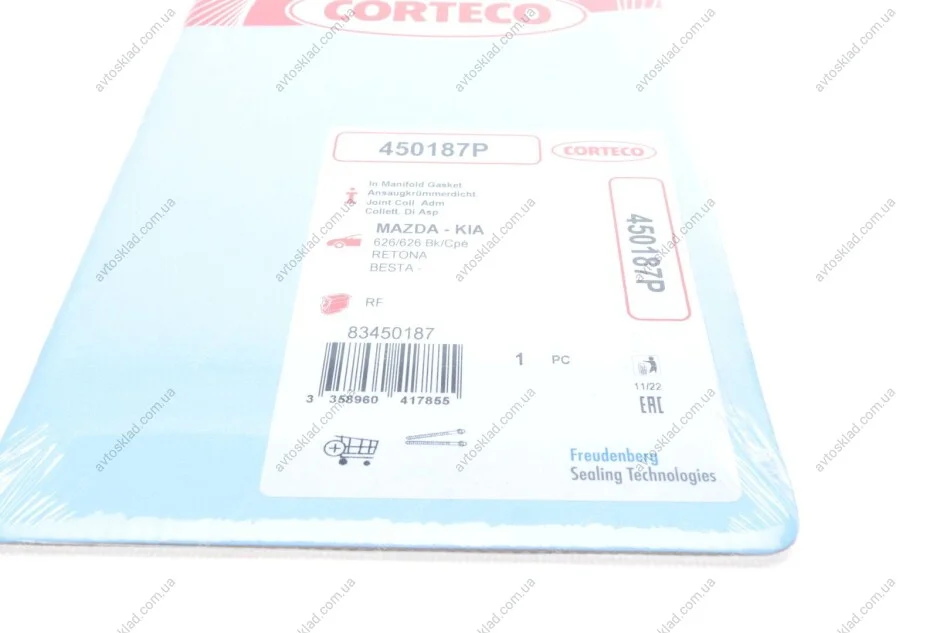 CORTECO
450187P
CORTECO
In Manifold Gasket
Ansaugkrümmerdicht
Joint Coll. Adm
Collett. Di Asp
450187P
MAZDA - KIA
626/626 Bk/Cpé
RETONA
BESTA -
RF
83450187
1 PC
11/22
EAC
3 358960 417855
Freudenberg
Sealing Technologies
avtosklad.com.ua